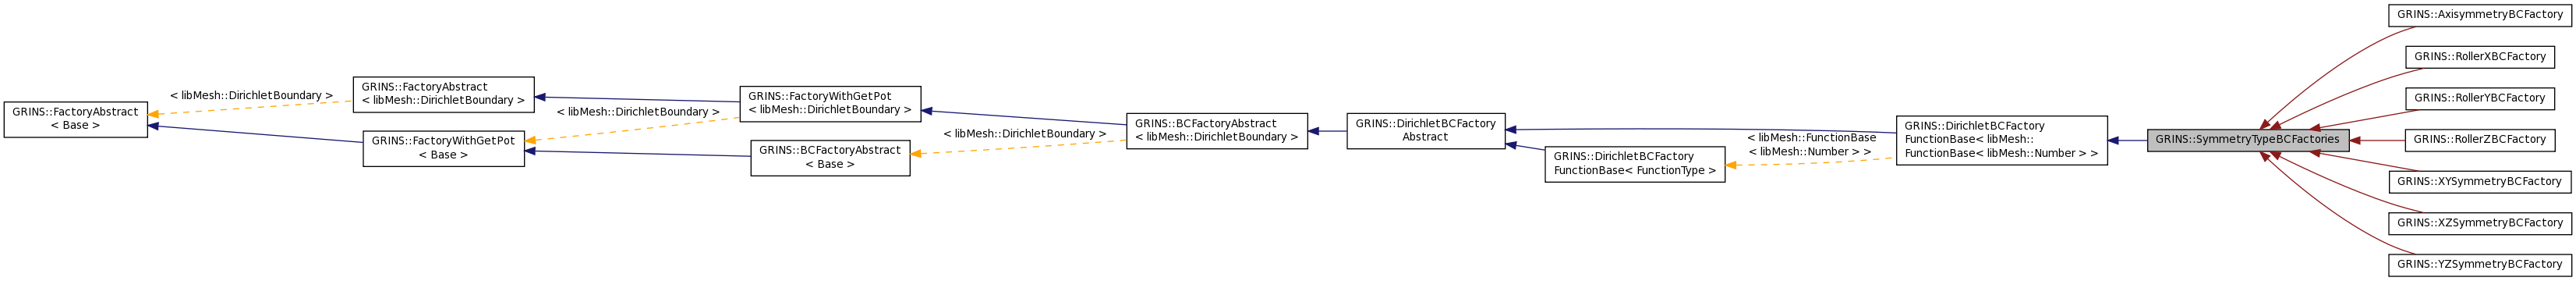 GRINS::FactoryAbstract
< Base >
< libMesh::DirichletBoundary >
GRINS::FactoryAbstract
< libMesh::DirichletBoundary >
GRINS::FactoryWithGetPot
< Base >
< libMesh::DirichletBoundary >
GRINS::FactoryWithGetPot
< libMesh::DirichletBoundary >
GRINS::BCFactoryAbstract
< Base >
< libMesh::DirichletBoundary >
GRINS::BCFactoryAbstract
< libMesh::DirichletBoundary >
GRINS::DirichletBCFactory
Abstract
GRINS::DirichletBCFactory
FunctionBase< FunctionType >
< libMesh::FunctionBase
< libMesh::Number > >
GRINS::DirichletBCFactory
FunctionBase< libMesh::
FunctionBase< libMesh::Number > >
GRINS::SymmetryTypeBCFactories
GRINS::AxisymmetryBCFactory
GRINS::RollerXBCFactory
GRINS::RollerYBCFactory
GRINS::RollerZBCFactory
GRINS::XYSymmetryBCFactory
GRINS::XZSymmetryBCFactory
GRINS::YZSymmetryBCFactory